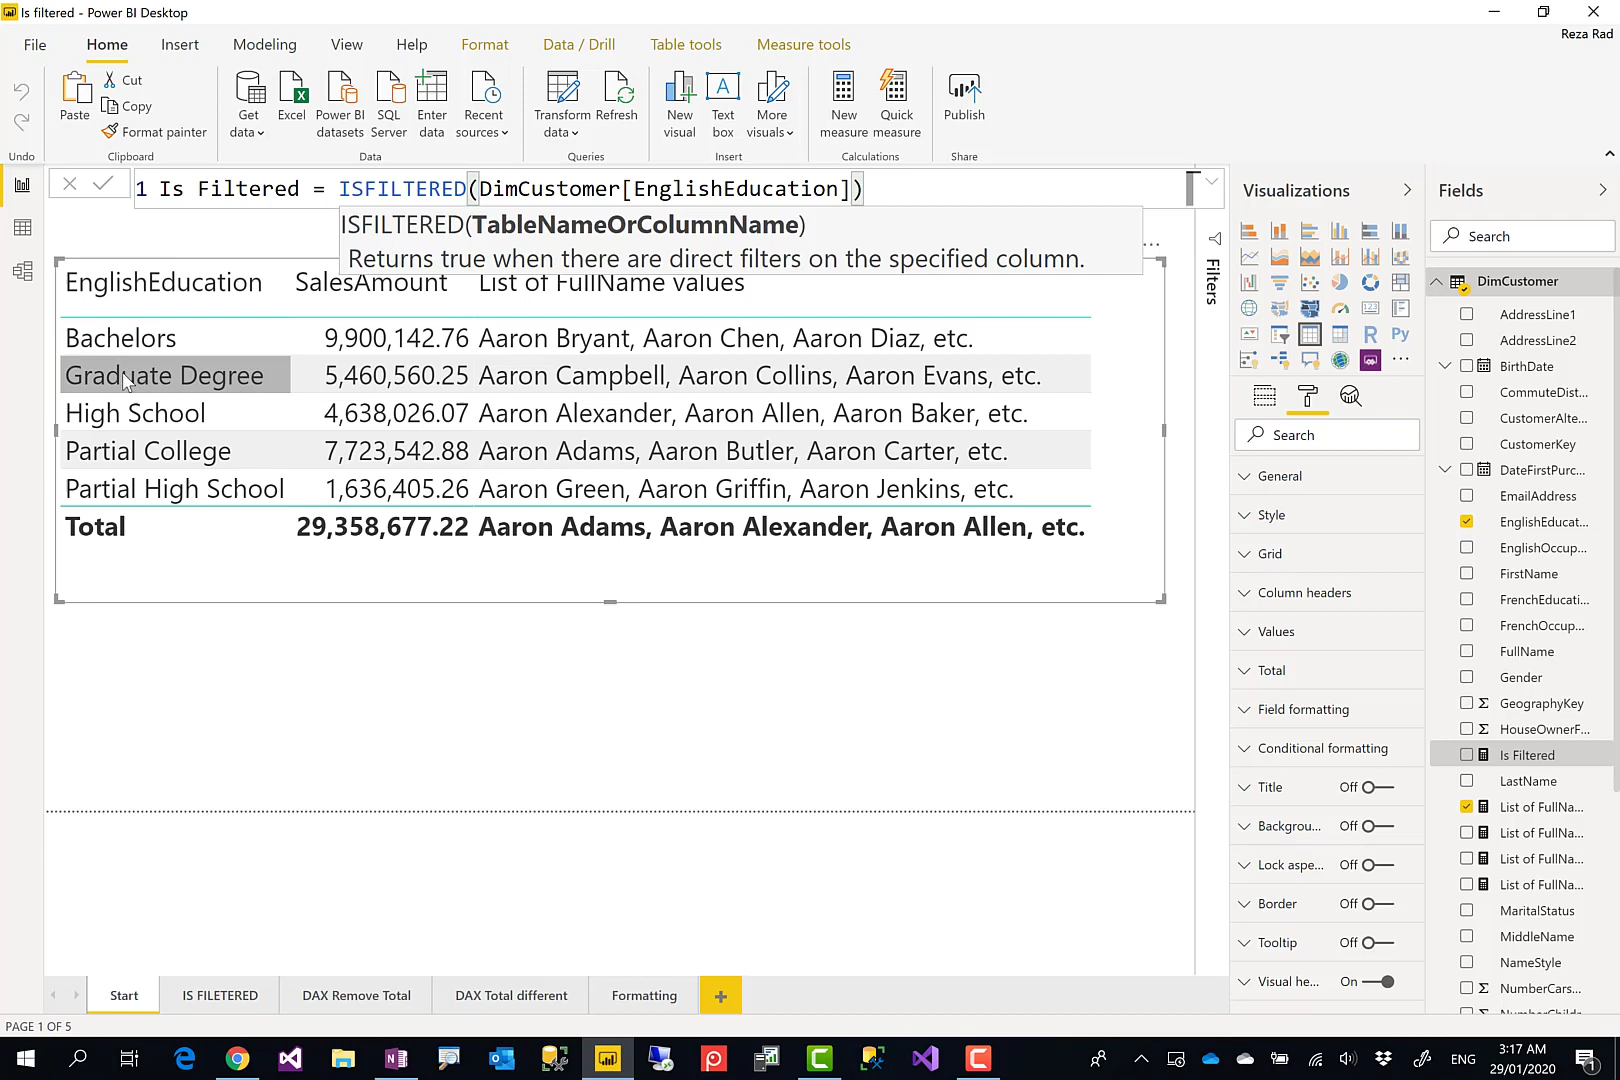 Is filtered - Power BI Desktop
Reza Rad
File Home Insert Modeling View Help Format Data / Drill Table tools Measure tools
Paste
Cut
Copy
Format painter
Get data
Excel
Power BI datasets
SQL Server
Enter data
Recent sources
Transform data
Refresh
New visual
Text box
More visuals
New measure
Quick measure
Publish
Undo Clipboard Data Queries Insert Calculations Share
1 Is Filtered = ISFILTERED(DimCustomer[EnglishEducation])
ISFILTERED(TableNameOrColumnName)
Returns true when there are direct filters on the specified column.
EnglishEducation SalesAmount List of FullName values
Bachelors 9,900,142.76 Aaron Bryant, Aaron Chen, Aaron Diaz, etc.
Graduate Degree 5,460,560.25 Aaron Campbell, Aaron Collins, Aaron Evans, etc.
High School 4,638,026.07 Aaron Alexander, Aaron Allen, Aaron Baker, etc.
Partial College 7,723,542.88 Aaron Adams, Aaron Butler, Aaron Carter, etc.
Partial High School 1,636,405.26 Aaron Green, Aaron Griffin, Aaron Jenkins, etc.
Total 29,358,677.22 Aaron Adams, Aaron Alexander, Aaron Allen, etc.
Filters
Visualizations
R Py
Search
General
Style
Grid
Column headers
Values
Total
Field formatting
Conditional formatting
Title Off
Backgrou... Off
Lock aspe... Off
Border Off
Tooltip Off
Visual he... On
Fields
Search
DimCustomer
AddressLine1
AddressLine2
BirthDate
CommuteDist...
CustomerAlte...
CustomerKey
DateFirstPurc...
EmailAddress
EnglishEducat...
EnglishOccup...
FirstName
FrenchEducati...
FrenchOccup...
FullName
Gender
GeographyKey
HouseOwnerF...
Is Filtered
LastName
List of FullNa...
List of FullNa...
List of FullNa...
List of FullNa...
MaritalStatus
MiddleName
NameStyle
NumberCars...
Start IS FILETERED DAX Remove Total DAX Total different Formatting
PAGE 1 OF 5
ENG
3:17 AM
29/01/2020
1